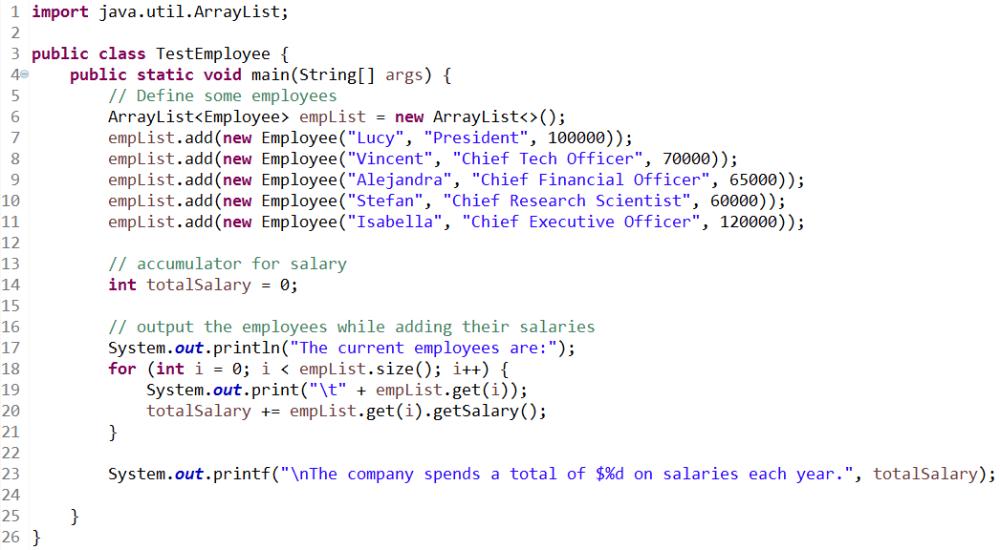 1 import java.util.ArrayList;
2
3 public class TestEmployee {
4     public static void main(String[] args) {
5         // Define some employees
6         ArrayList<Employee> empList = new ArrayList<>();
7         empList.add(new Employee("Lucy", "President", 100000));
8         empList.add(new Employee("Vincent", "Chief Tech Officer", 70000));
9         empList.add(new Employee("Alejandra", "Chief Financial Officer", 65000));
10         empList.add(new Employee("Stefan", "Chief Research Scientist", 60000));
11         empList.add(new Employee("Isabella", "Chief Executive Officer", 120000));
12
13         // accumulator for salary
14         int totalSalary = 0;
15
16         // output the employees while adding their salaries
17         System.out.println("The current employees are:");
18         for (int i = 0; i < empList.size(); i++) {
19             System.out.print("\t" + empList.get(i));
20             totalSalary += empList.get(i).getSalary();
21         }
22
23         System.out.printf("\nThe company spends a total of $%d on salaries each year.", totalSalary);
24
25     }
26 }